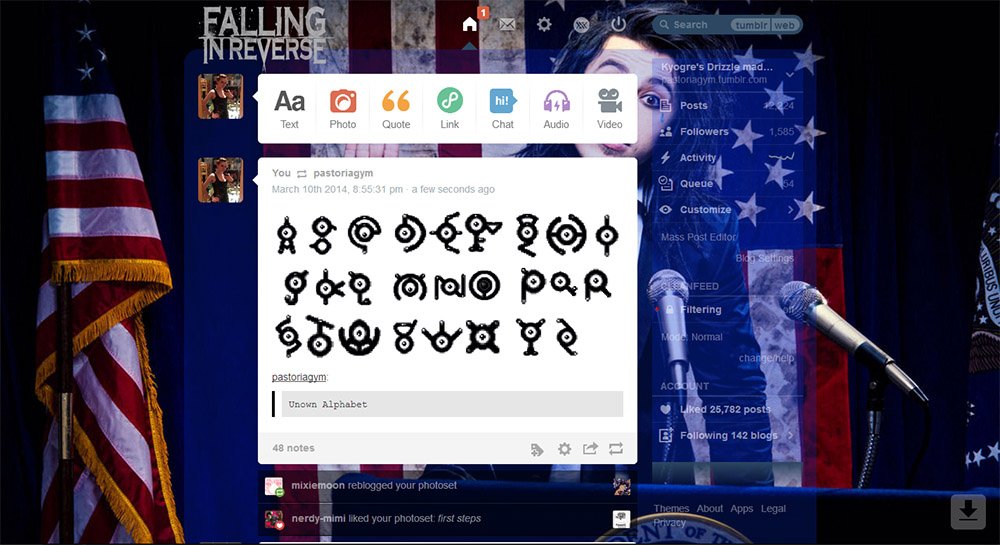 FALLING
IN REVERSE
1
Search
tumblr
web
Kyogre's Drizzle mad...
pastoriagym.tumblr.com
Aa
hi!
Text
Photo
Quote
Link
Chat
Audio
Video
Posts
Followers 1,585
Activity
Queue
Customize
Mass Post Editor
Blog Settings
CLEANFEED
Filtering
Mode: Normal
change/help
ACCOUNT
Liked 25,782 posts
Following 142 blogs
You pastoriagym
March 10th 2014, 8:55:31 pm · a few seconds ago
pastoriagym:
Unown Alphabet
48 notes
mixiemoon reblogged your photoset
nerdy-mimi liked your photoset: first steps
Themes About Apps Legal
Privacy